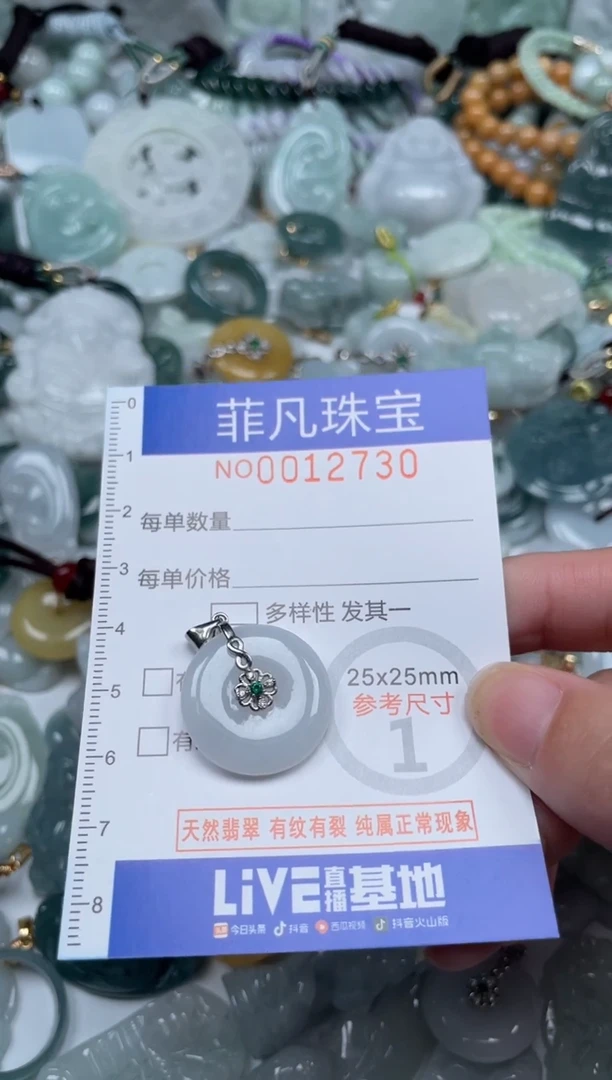 菲凡珠宝
NO0012730
0
1
2
每单数量
3
每单价格
4
多样性 发其一
5
25x25mm
参考尺寸
1
6
有
7
天然翡翠 有纹有裂 纯属正常现象
8
LIVE直播基地
今日头条 抖音 西瓜视频 抖音火山版